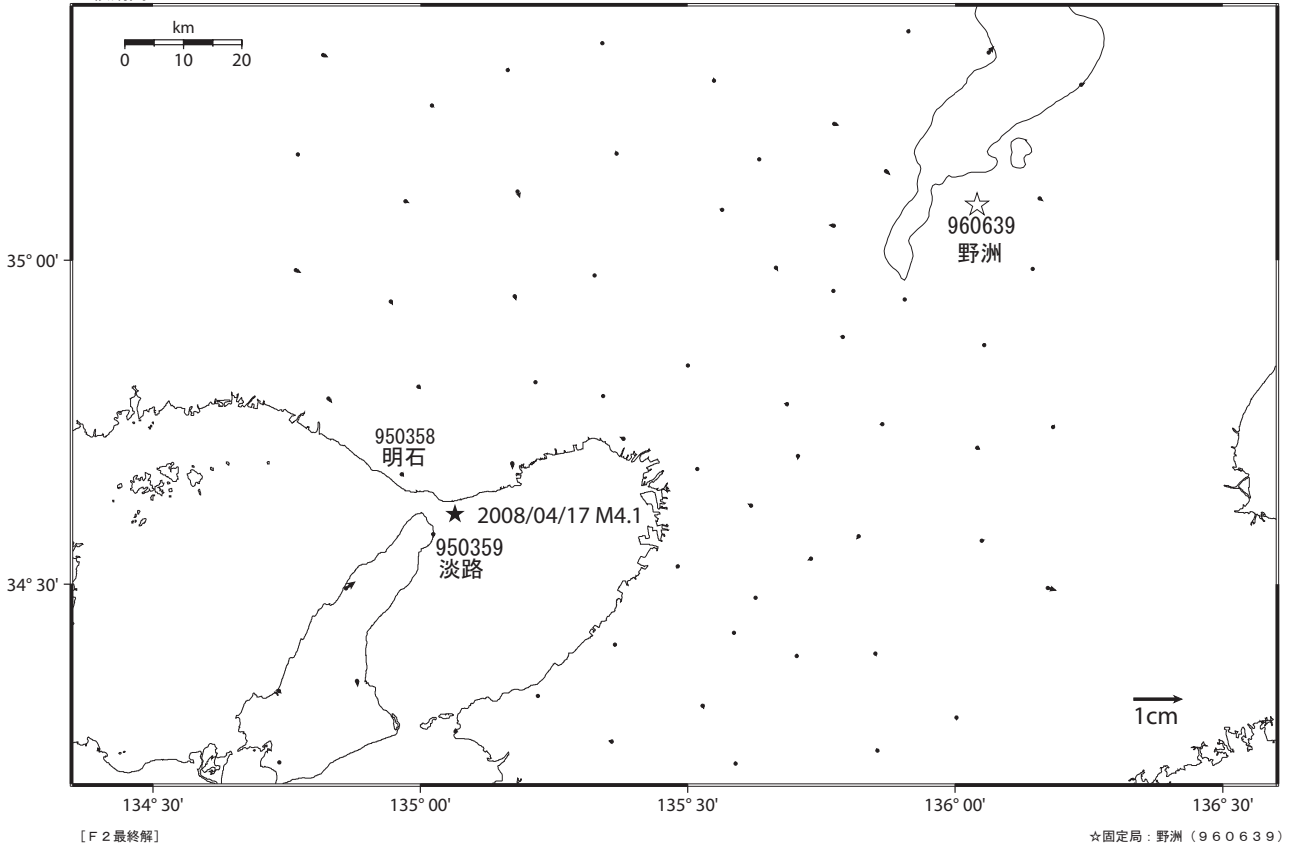 km
0 10 20
960639
野洲
35° 00'
950358
明石
2008/04/17 M4.1
950359
淡路
34° 30'
1cm
134° 30' 135° 00' 135° 30' 136° 00' 136° 30'
[Ｆ２最終解]
☆固定局：野洲（９６０６３９）